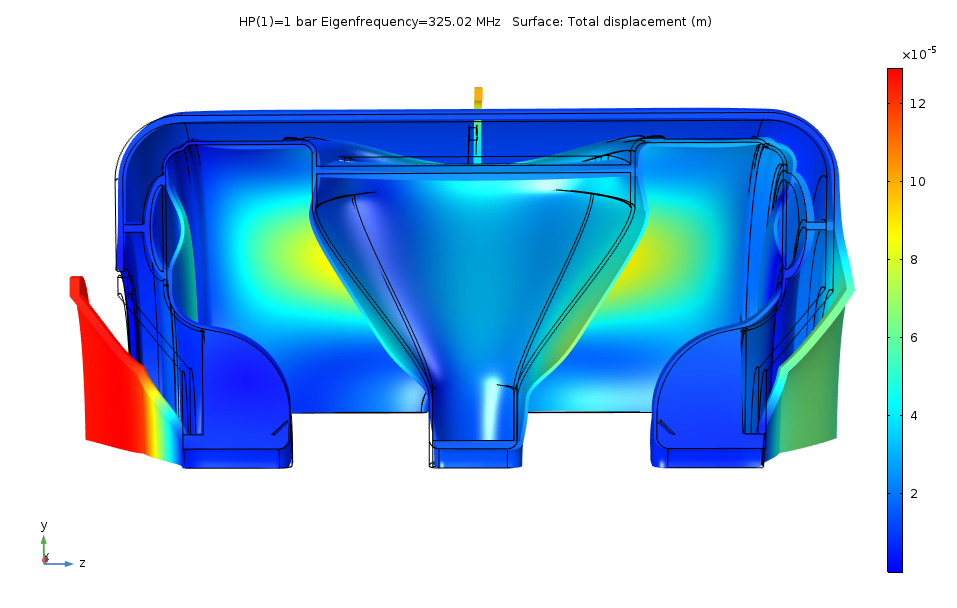 HP(1)=1 bar Eigenfrequency=325.02 MHz   Surface: Total displacement (m)
×10⁻⁵
12
10
8
6
4
2
y
x
z